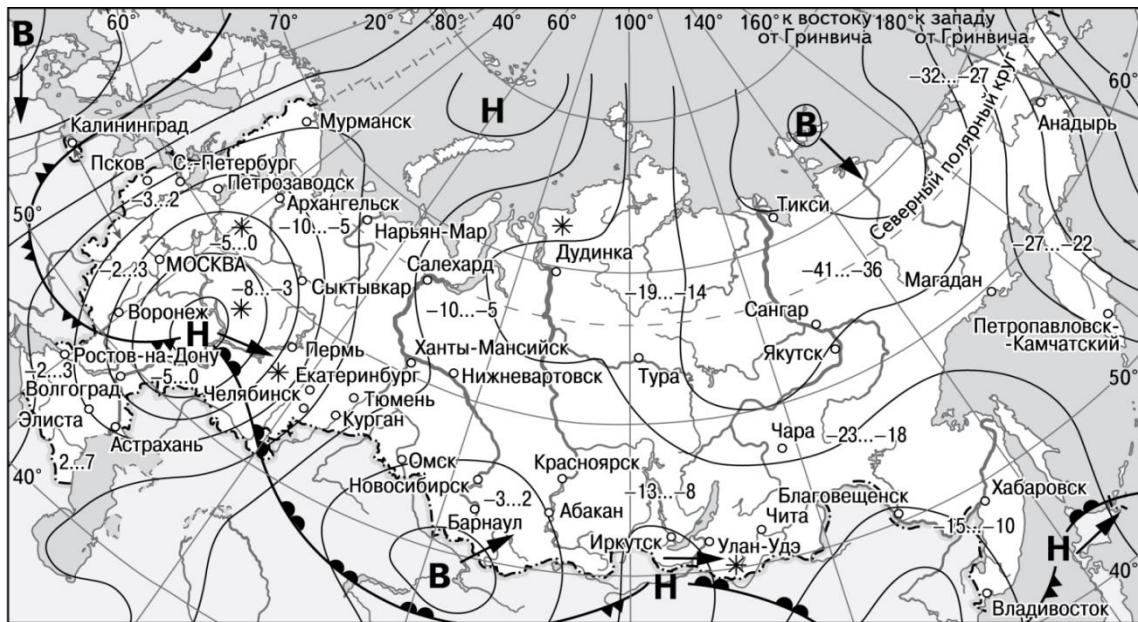 60°
70°
20°
80°
40°
60°
100°
120°
140°
160°
к востоку
от Гринвича
180°
к западу
от Гринвича
60°
В
Н
В
–32...–27
Северный полярный круг
Анадырь
Калининград
Мурманск
Псков
С.–Петербург
Петрозаводск
–3...2
Архангельск
–10...–5
Нарьян-Мар
Тикси
50°
–5...0
Дудинка
–27...–22
–2...3
МОСКВА
Салехард
–41...–36
Магадан
–8...–3
Сыктывкар
–10...–5
–19...–14
Сангар
Воронеж
Н
Петропавловск-
-Камчатский
Ростов-на-Дону
Пермь
Ханты-Мансийск
Якутск
–2...3
–5...0
Екатеринбург
Нижневартовск
Тура
50°
Волгоград
Челябинск
Тюмень
Элиста
Курган
Чара
–23...–18
Астрахань
2...7
40°
Омск
Красноярск
Новосибирск
–3...2
–13...–8
Благовещенск
Хабаровск
Барнаул
Абакан
Чита
–15...–10
Иркутск
Улан-Удэ
В
Н
Н
40°
Владивосток